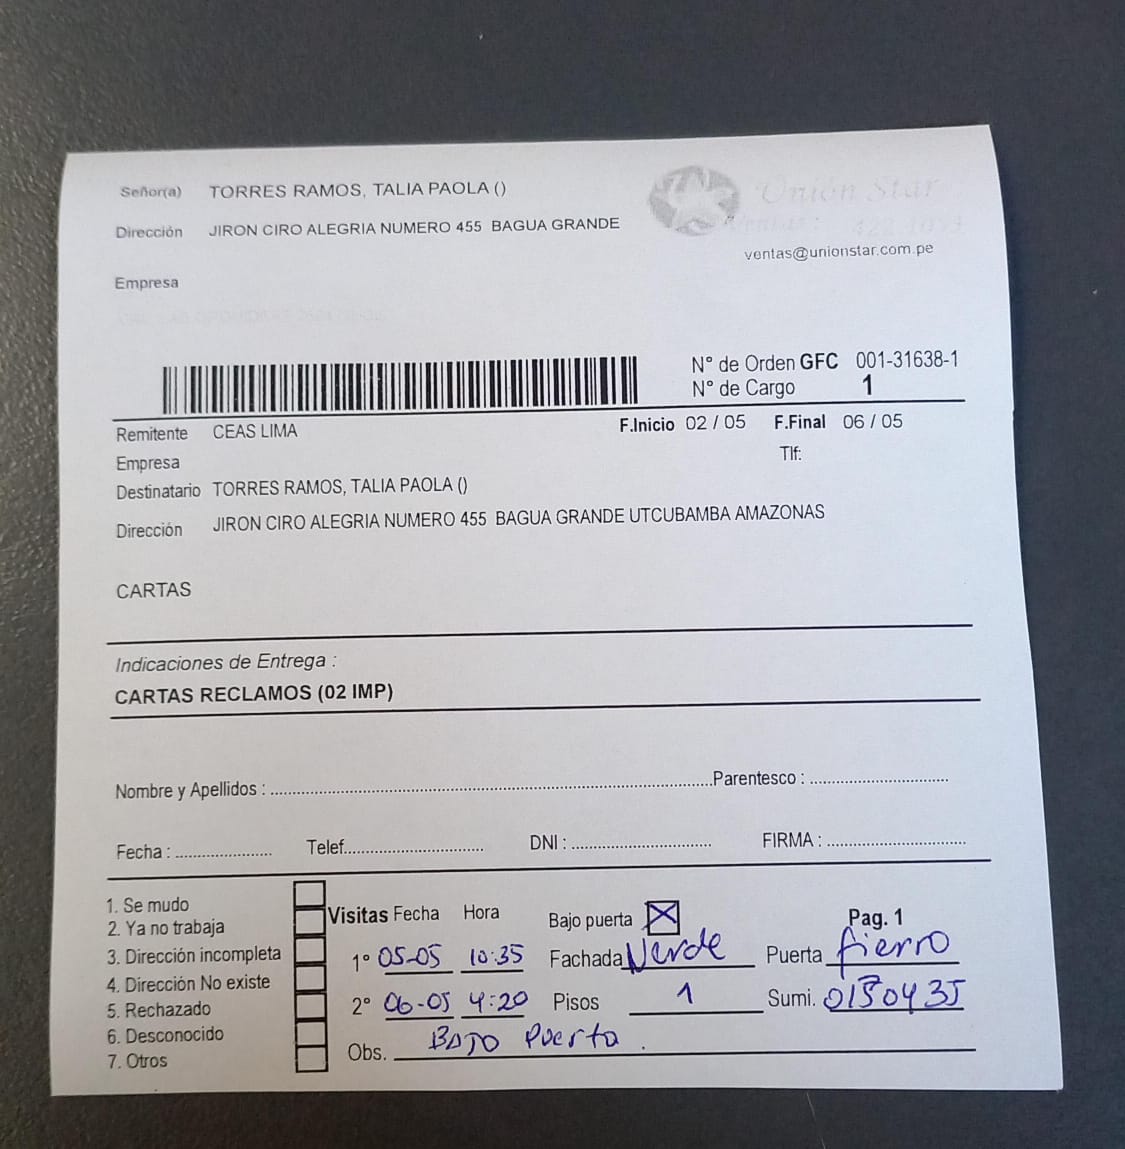 Señor(a) TORRES RAMOS, TALIA PAOLA ()
Unión Star
Dirección JIRON CIRO ALEGRIA NUMERO 455 BAGUA GRANDE
Ventas :
ventas@unionstar.com.pe
Empresa
N° de Orden GFC 001-31638-1
N° de Cargo 1
Remitente CEAS LIMA F.Inicio 02 / 05 F.Final 06 / 05
Empresa Tlf:
Destinatario TORRES RAMOS, TALIA PAOLA ()
Dirección JIRON CIRO ALEGRIA NUMERO 455 BAGUA GRANDE UTCUBAMBA AMAZONAS
CARTAS
Indicaciones de Entrega :
CARTAS RECLAMOS (02 IMP)
Nombre y Apellidos : Parentesco :
Fecha : Telef. DNI : FIRMA :
1. Se mudo
2. Ya no trabaja
3. Dirección incompleta
4. Dirección No existe
5. Rechazado
6. Desconocido
7. Otros
Visitas Fecha Hora Bajo puerta X Pag. 1
1° 05-05 10:35 Fachada Verde Puerta fierro
2° 06-05 4:20 Pisos 1 Sumi. 0130435
Obs. BAJO Puerta .